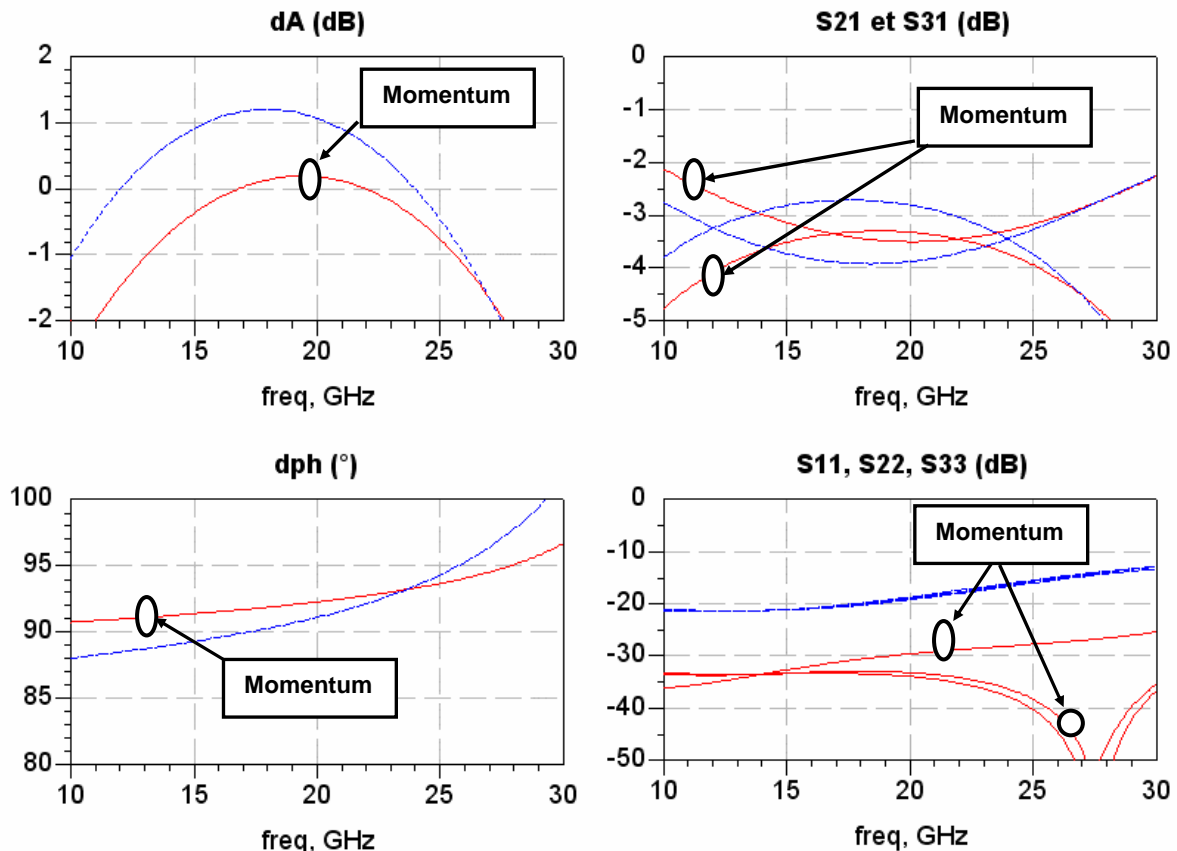 dA (dB)
2
1
0
-1
-2
Momentum
10 15 20 25 30
freq, GHz
S21 et S31 (dB)
0
-1
-2
-3
-4
-5
Momentum
10 15 20 25 30
freq, GHz
dph (°)
100
95
90
85
80
Momentum
10 15 20 25 30
freq, GHz
S11, S22, S33 (dB)
0
-10
-20
-30
-40
-50
Momentum
10 15 20 25 30
freq, GHz